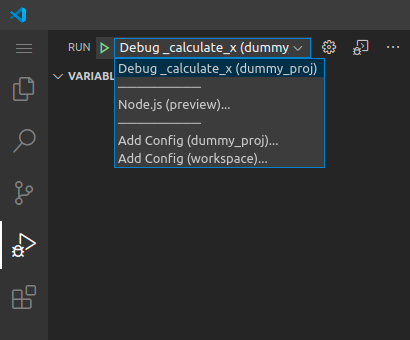 RUN Debug _calculate_x (dummy
VARIABL
Debug _calculate_x (dummy_proj)
Node.js (preview)...
Add Config (dummy_proj)...
Add Config (workspace)...